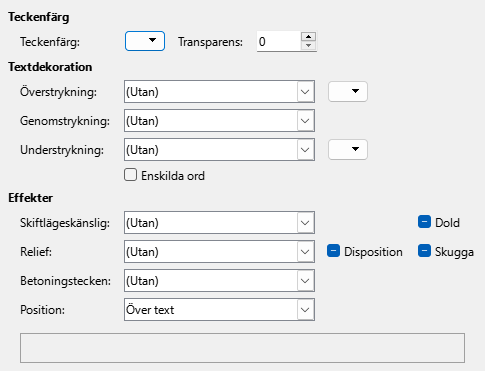 Teckenfärg
Teckenfärg: Transparens: 0
Textdekoration
Överstrykning: (Utan)
Genomstrykning: (Utan)
Understrykning: (Utan)
Enskilda ord
Effekter
Skiftlägeskänslig: (Utan) Dold
Relief: (Utan) Disposition Skugga
Betoningstecken: (Utan)
Position: Över text